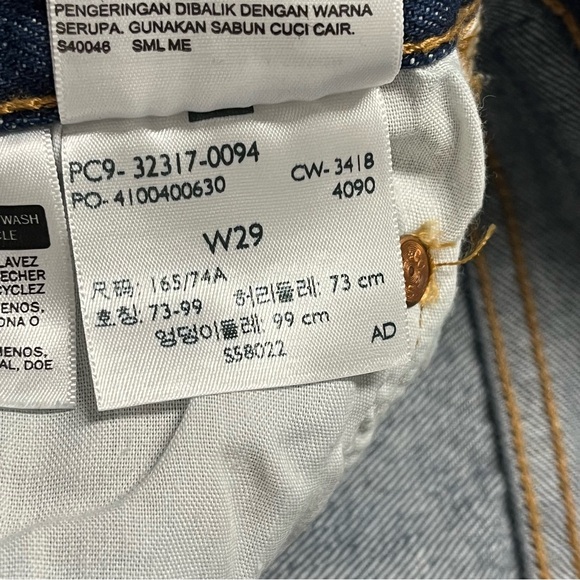 PENGERINGAN DIBALIK DENGAN WARNA
SERUPA. GUNAKAN SABUN CUCI CAIR.
S40046 SML ME
PC9-32317-0094
PO-4100400630
CW-3418
4090
W29
尺码: 165/74A
호칭: 73-99 허리둘레: 73 cm
엉덩이둘레: 99 cm
S58022
AD
WASH
LAVEZ
ECHER
CYCLEZ
ENOS,
ONA O
ENOS,
AL, DOE